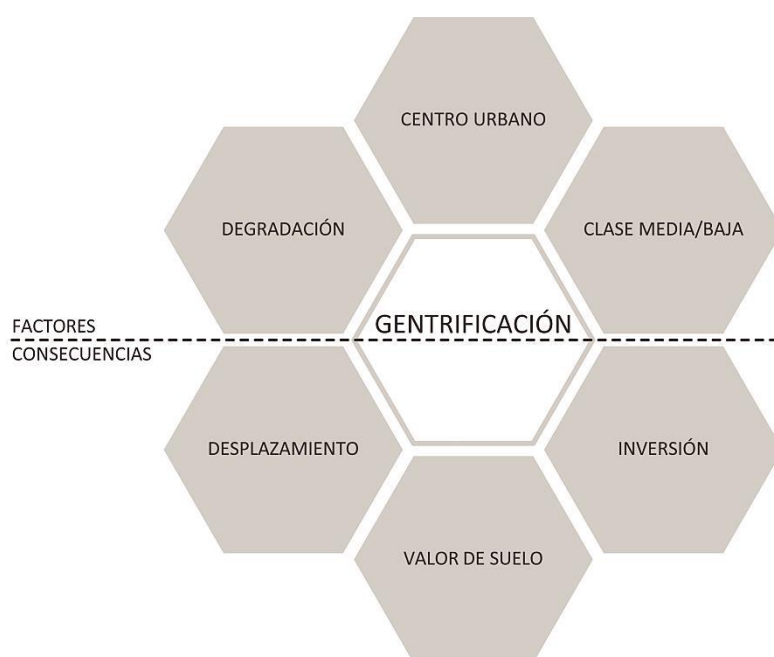 CENTRO URBANO
DEGRADACIÓN
CLASE MEDIA/BAJA
GENTRIFICACIÓN
FACTORES
CONSECUENCIAS
DESPLAZAMIENTO
INVERSIÓN
VALOR DE SUELO